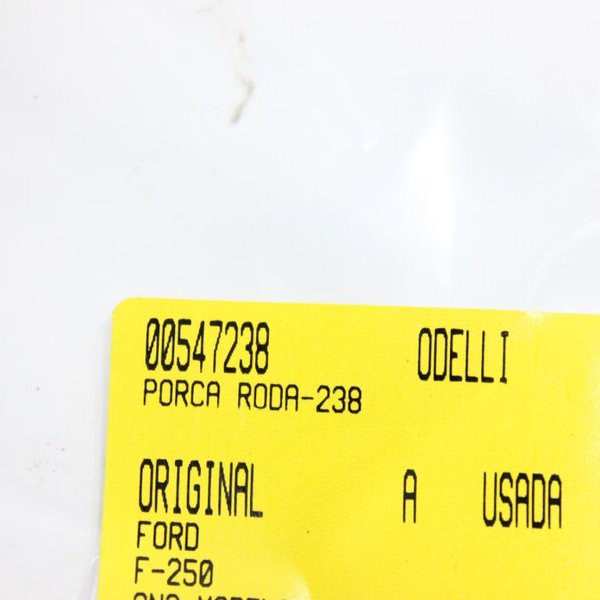 00547238 ODELLI
PORCA RODA-238
ORIGINAL A USADA
FORD
F-250